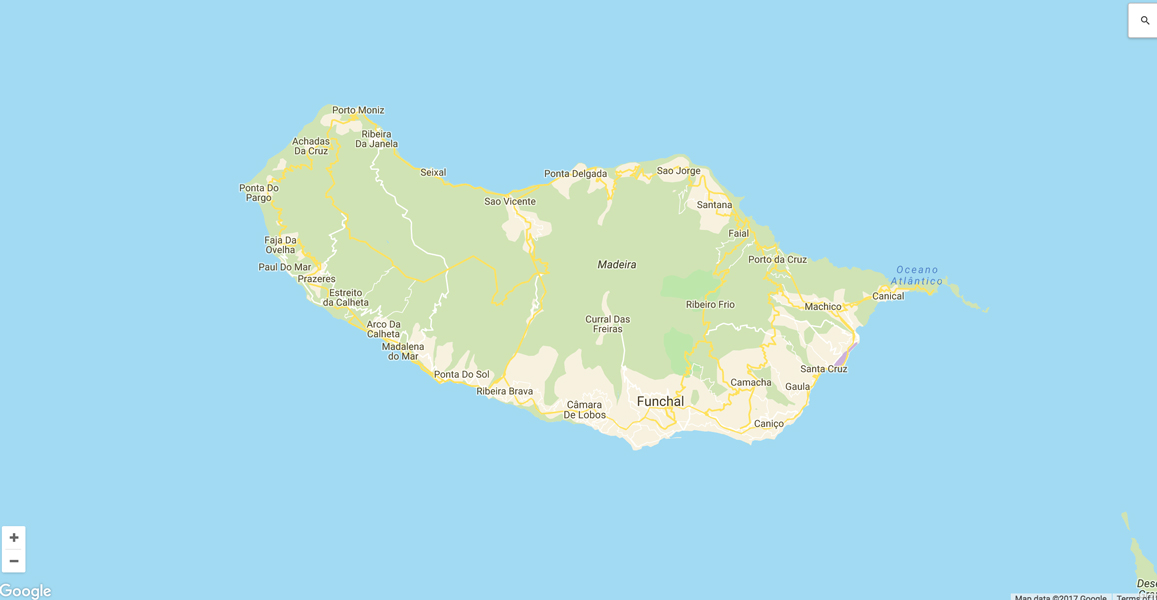 Porto Moniz
Ribeira
Da Janela
Achadas
Da Cruz
Seixal
Ponta Delgada
Sao Jorge
Ponta Do
Pargo
Sao Vicente
Santana
Faial
Faja Da
Ovelha
Porto da Cruz
Paul Do Mar
Madeira
Oceano
Atlântico
Prazeres
Estreito
da Calheta
Canical
Ribeiro Frio
Machico
Arco Da
Calheta
Curral Das
Freiras
Madalena
do Mar
Ponta Do Sol
Santa Cruz
Camacha
Gaula
Ribeira Brava
Funchal
Câmara
De Lobos
Caniço
+
−
Google
Map data ©2017 Google
Terms of